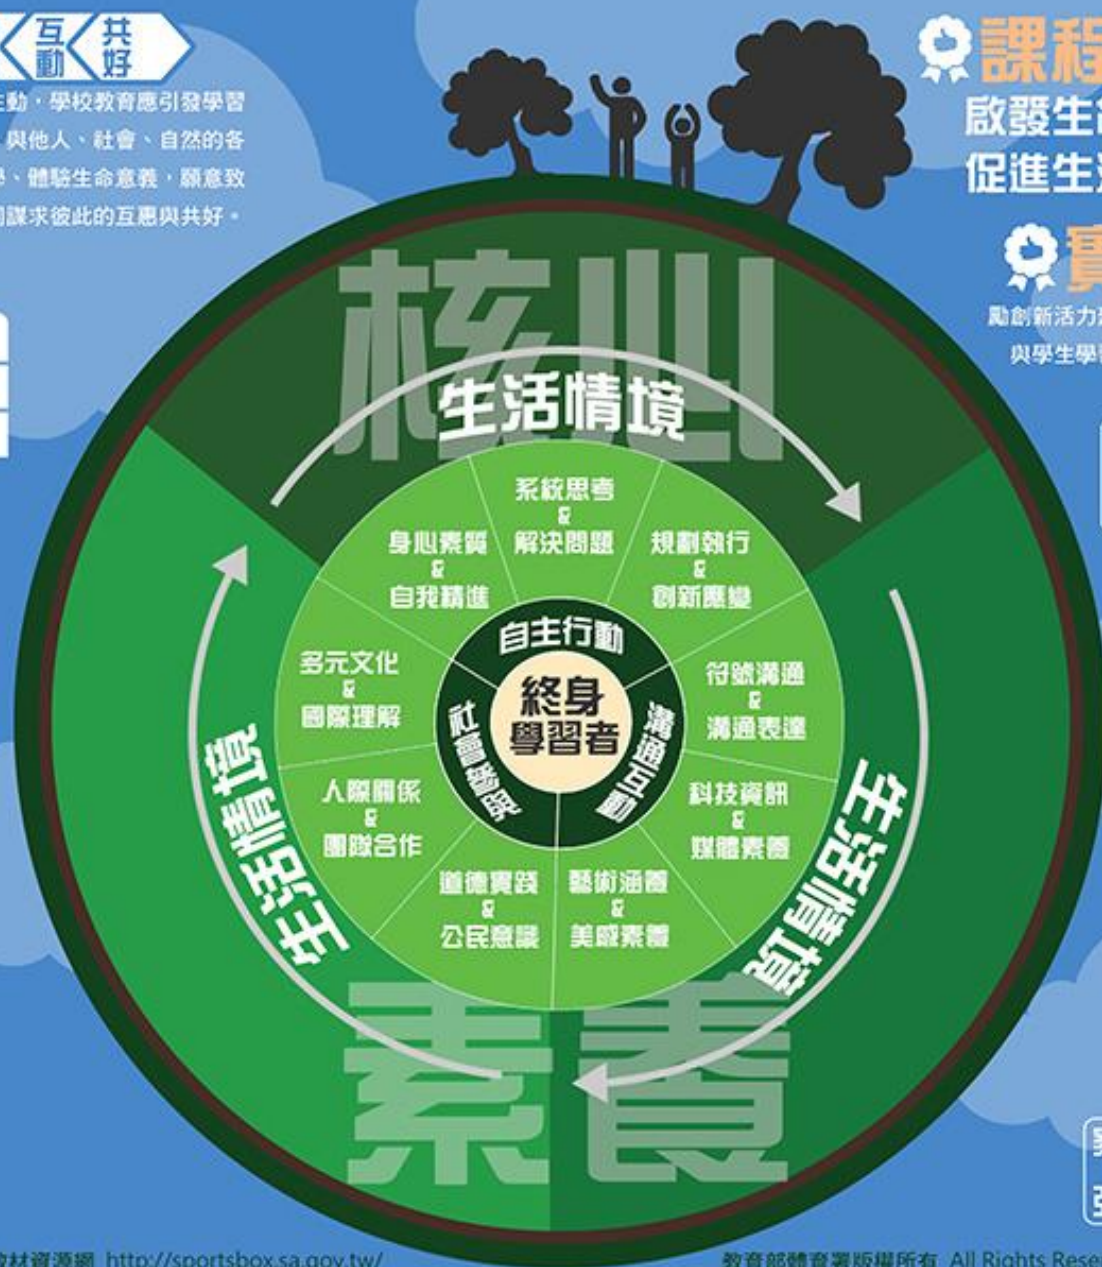 互動
共好
主動，學校教育應引發學習
與他人、社會、自然的各
、體驗生命意義，願意致
謀求彼此的互惠與共好。
課程
啟發生
促進生
勵創新活力
與學生學
核心
生活情境
系統思考
&
解決問題
身心素質
&
自我精進
規劃執行
&
創新應變
多元文化
&
國際理解
符號溝通
&
溝通表達
人際關係
&
團隊合作
科技資訊
&
媒體素養
道德實踐
&
公民意識
藝術涵養
&
美感素養
自主行動
社會參與
溝通互動
終身
學習者
生活情境
生活情境
素養
教材資源網 http://sportsbox.sa.gov.tw/
教育部體育署版權所有 All Rights Rese